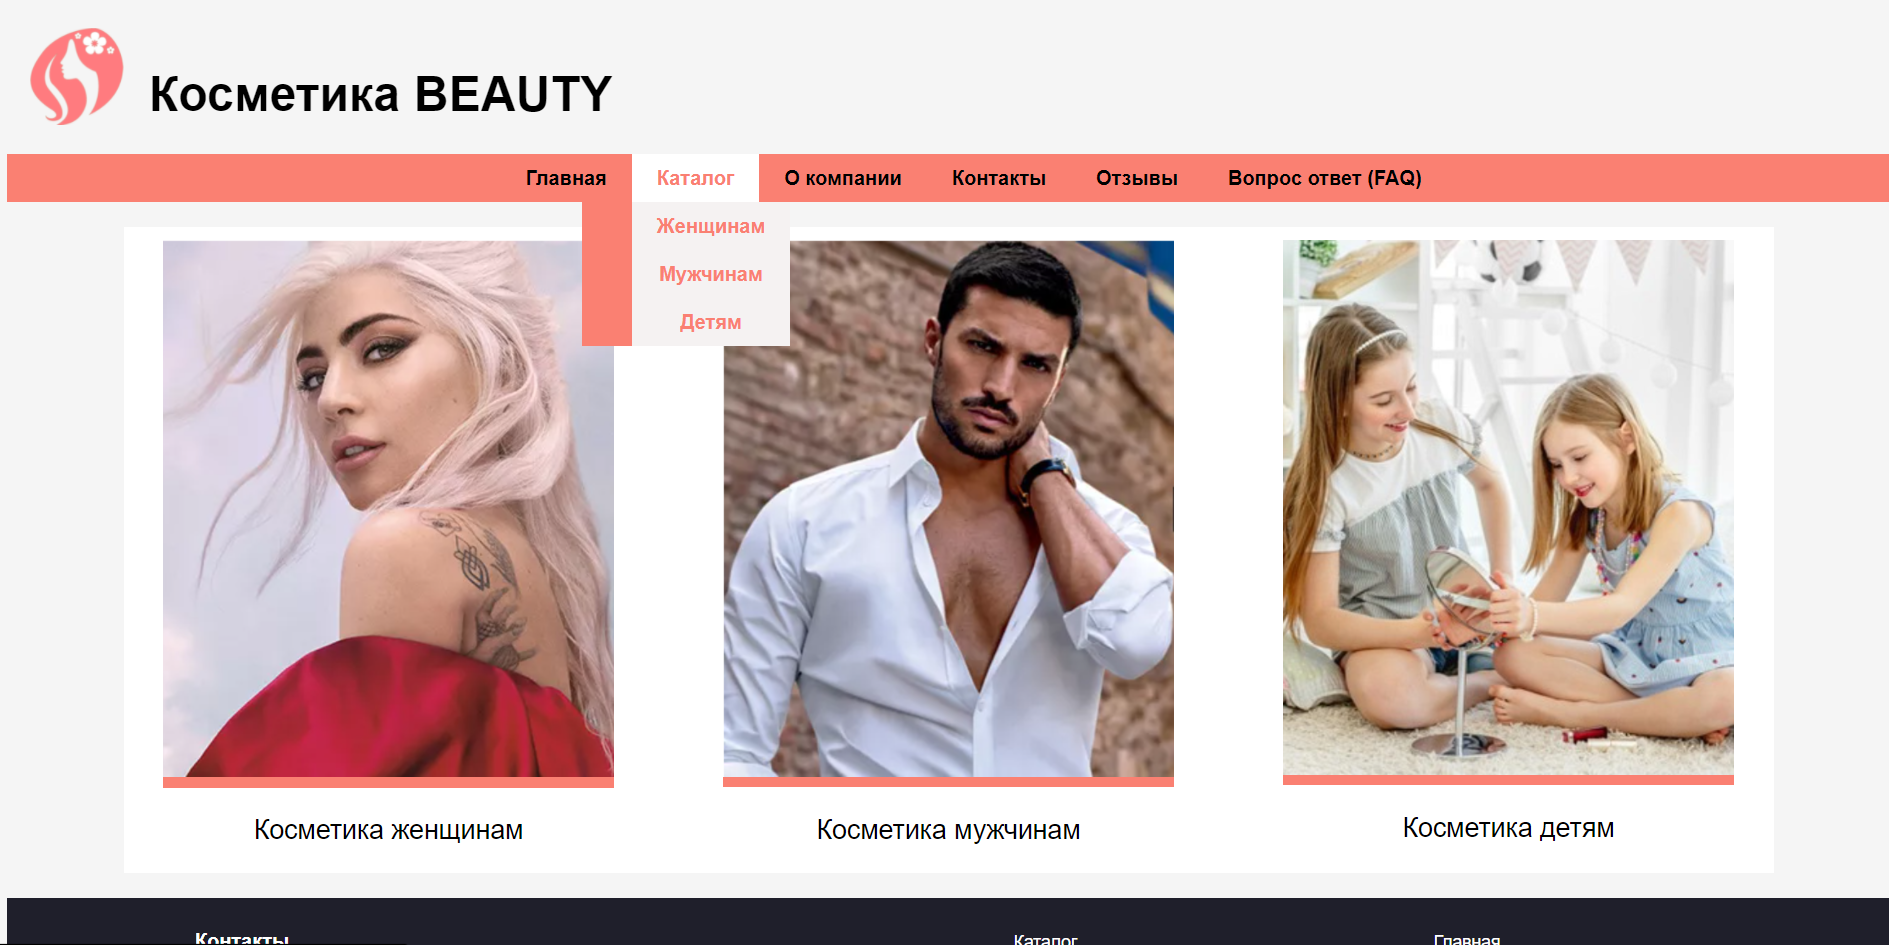 Косметика BEAUTY
Главная
Каталог
О компании
Контакты
Отзывы
Вопрос ответ (FAQ)
Женщинам
Мужчинам
Детям
Косметика женщинам
Косметика мужчинам
Косметика детям
Контакты
Каталог
Главная